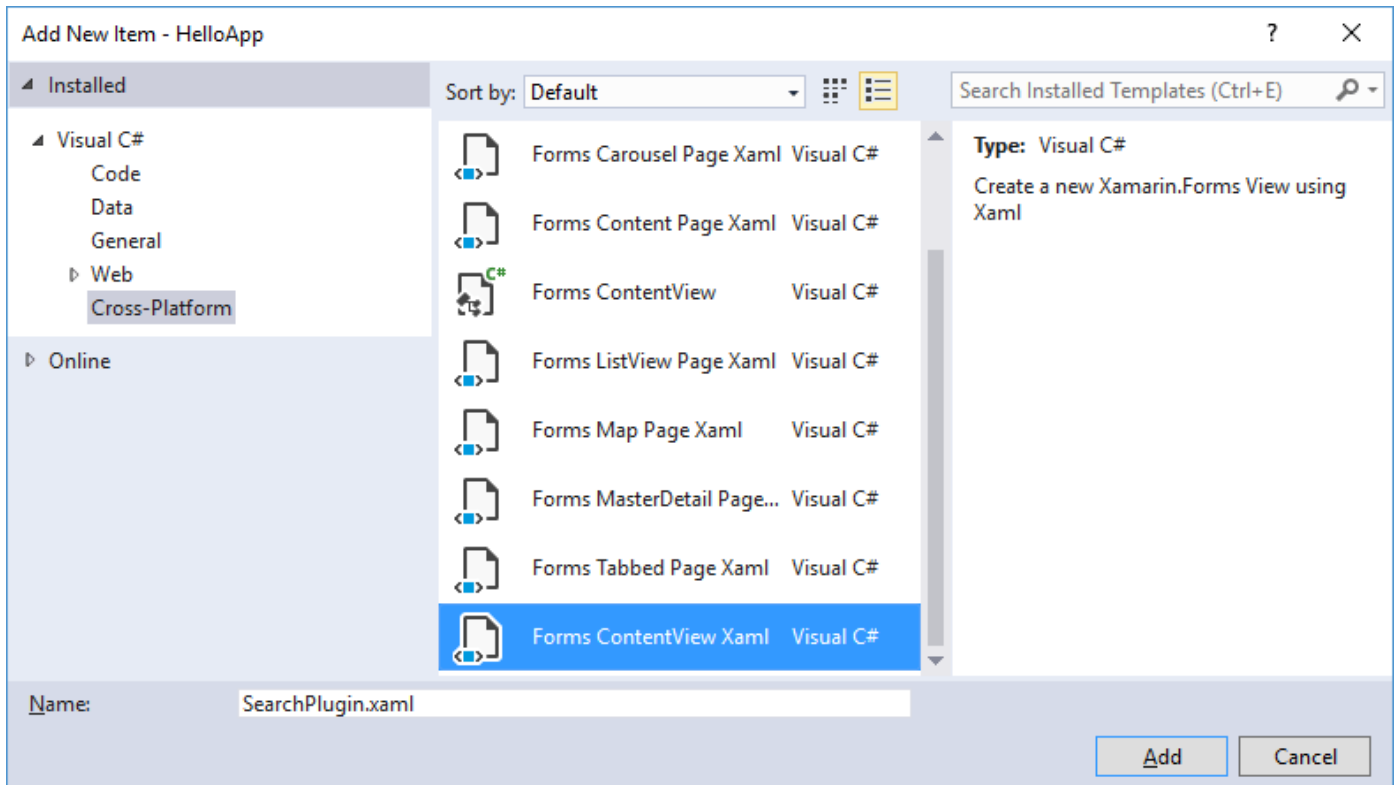 Add New Item - HelloApp
?
Installed
Sort by: Default
Search Installed Templates (Ctrl+E)
Visual C#
Code
Data
General
Web
Cross-Platform
Online
Forms Carousel Page Xaml Visual C#
Forms Content Page Xaml Visual C#
C#
Forms ContentView Visual C#
Forms ListView Page Xaml Visual C#
Forms Map Page Xaml Visual C#
Forms MasterDetail Page... Visual C#
Forms Tabbed Page Xaml Visual C#
Forms ContentView Xaml Visual C#
Type: Visual C#
Create a new Xamarin.Forms View using
Xaml
Name: SearchPlugin.xaml
Add Cancel